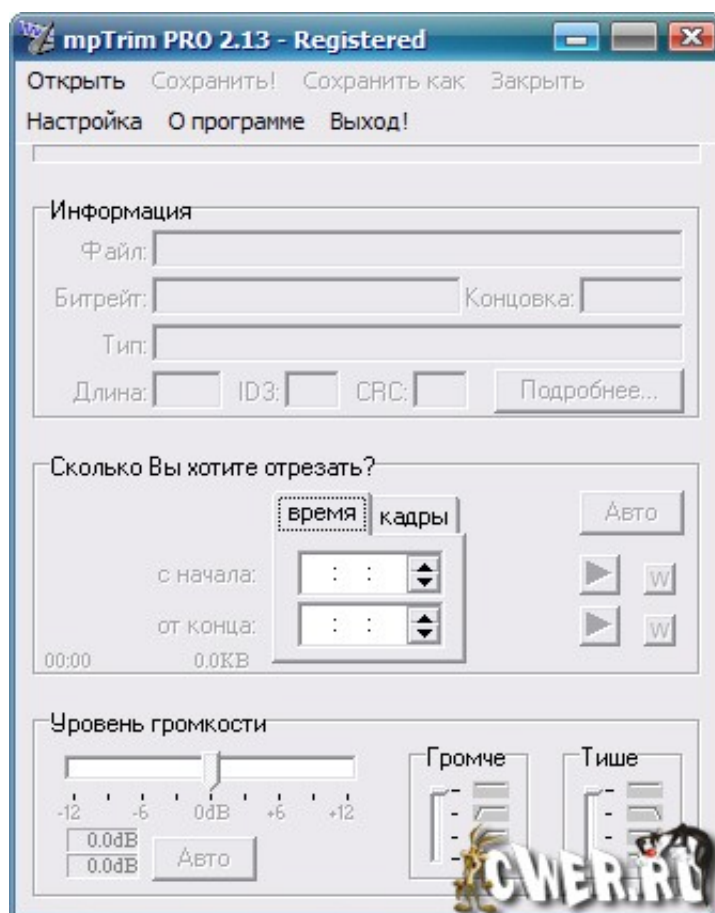 mpTrim PRO 2.13 - Registered
Открыть Сохранить! Сохранить как Закрыть
Настройка О программе Выход!
Информация
Файл:
Битрейт: Концовка:
Тип:
Длина: ID3: CRC: Подробнее...
Сколько Вы хотите отрезать?
время кадры Авто
с начала: : : W
от конца: : : W
00:00 0.0KB
Уровень громкости
Громче Тише
-12 -6 0dB +6 +12
0.0dB
0.0dB Авто
CWER.RU